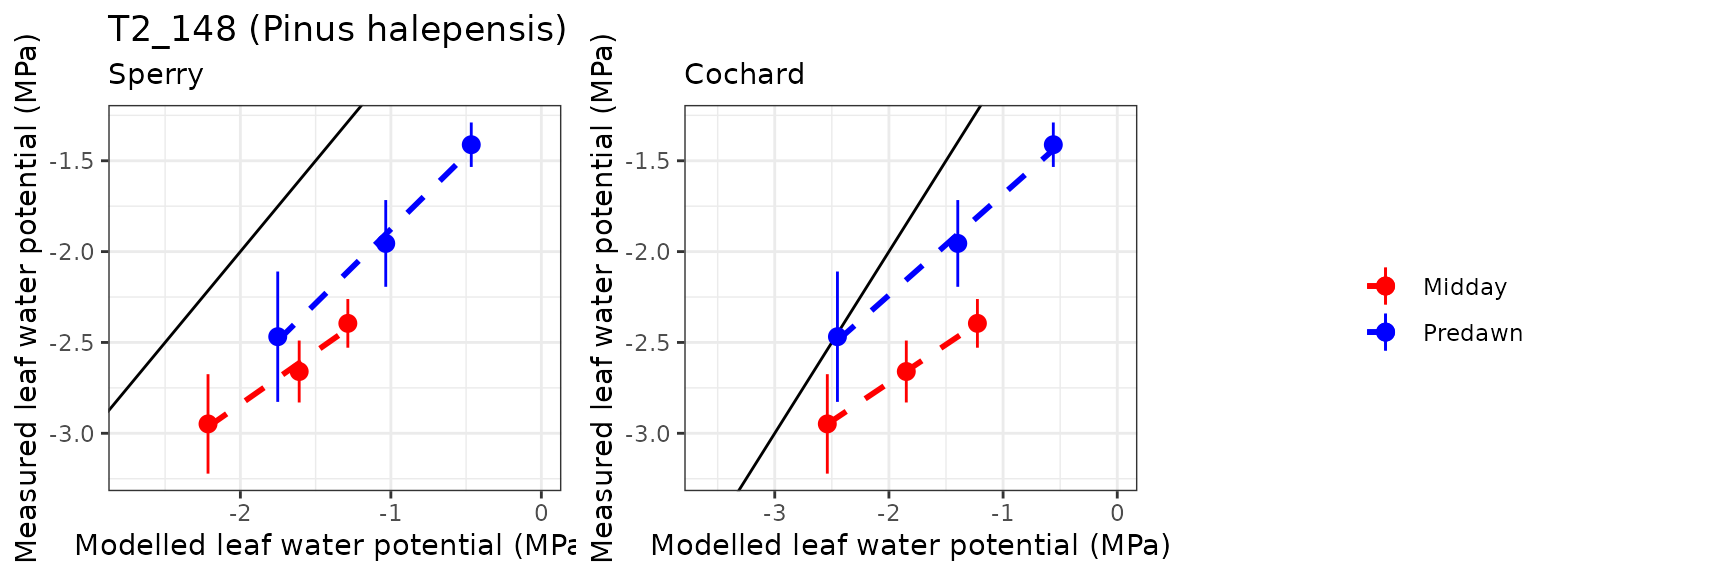 T2_148 (Pinus halepensis)
Sperry
Measured leaf water potential (MPa)
-1.5
-2.0
-2.5
-3.0
-2
-1
0
Modelled leaf water potential (MPa
Cochard
Measured leaf water potential (MPa)
-1.5
-2.0
-2.5
-3.0
-3
-2
-1
0
Modelled leaf water potential (MPa)
Midday
Predawn